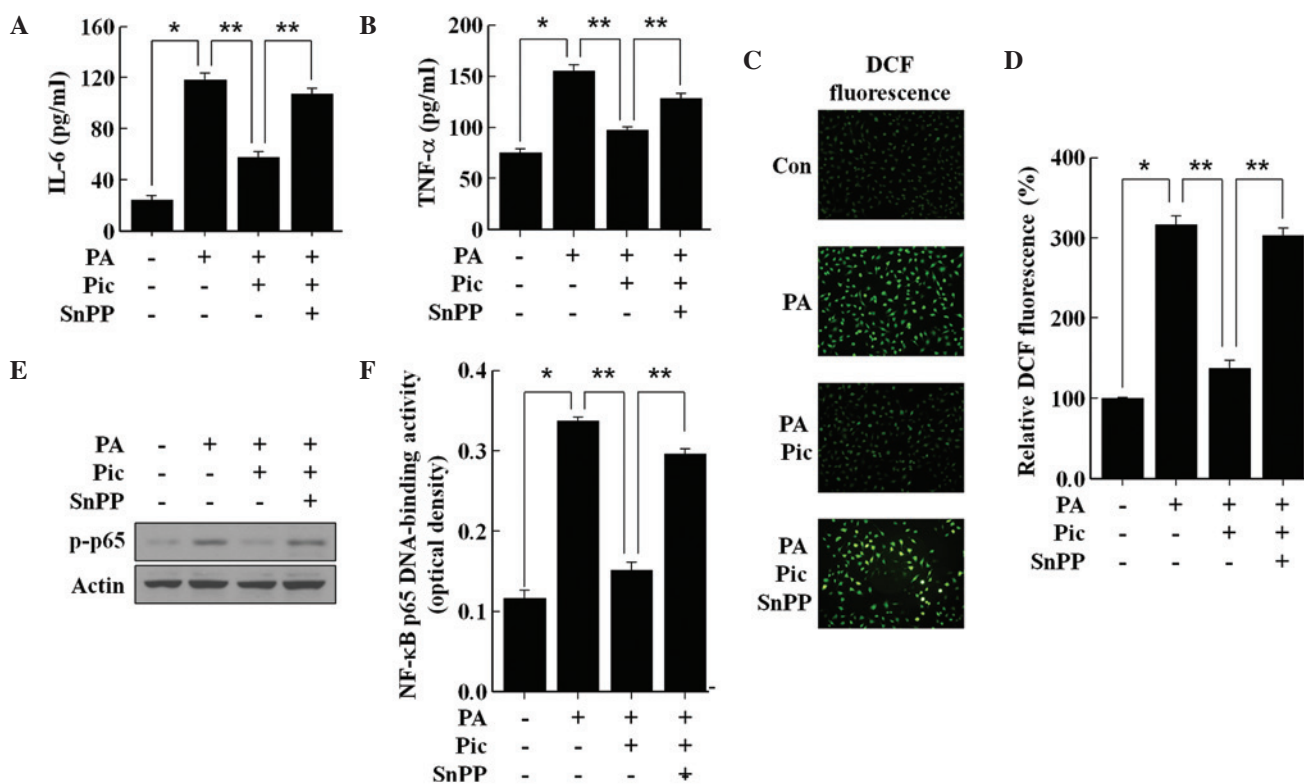 A
IL-6 (pg/ml)
160
120
80
40
0
* ** **
PA - + + +
Pic - - + +
SnPP - - - +
B
TNF-α (pg/ml)
200
150
100
50
0
* ** **
PA - + + +
Pic - - + +
SnPP - - - +
C
DCF
fluorescence
Con
PA
PA
Pic
PA
Pic
SnPP
D
Relative DCF fluorescence (%)
400
300
200
100
0.0
* ** **
PA - + + +
Pic - - + +
SnPP - - - +
E
PA - + + +
Pic - - + +
SnPP - - - +
p-p65
Actin
F
NF-κB p65 DNA-binding activity
(optical density)
0.4
0.3
0.2
0.1
0.0
* ** **
-
PA - + + +
Pic - - + +
SnPP - - - +